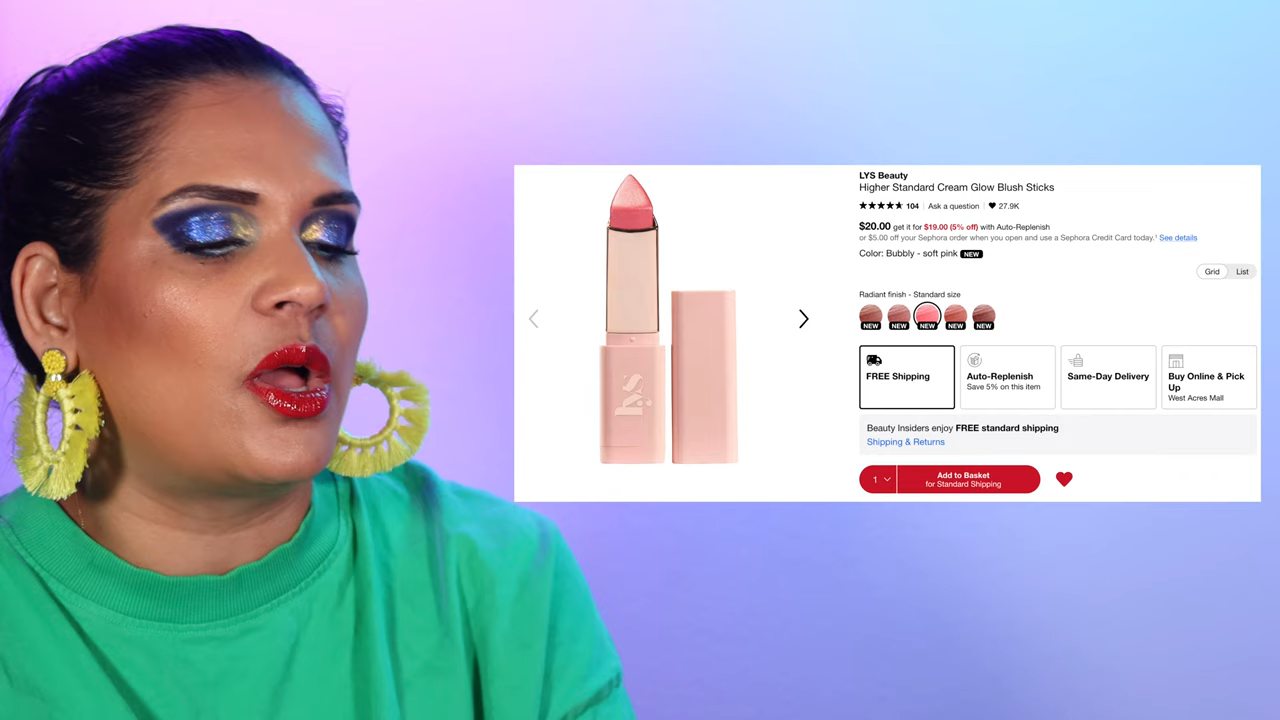 LYS Beauty
Higher Standard Cream Glow Blush Sticks
104 Ask a question 27.9K
$20.00 get it for $19.00 (5% off) with Auto-Replenish
or $5.00 off your Sephora order when you open and use a Sephora Credit Card today.¹ See details
Color: Bubbly - soft pink NEW
Grid List
Radiant finish - Standard size
NEW NEW NEW NEW NEW
FREE Shipping
Auto-Replenish
Save 5% on this item
Same-Day Delivery
Buy Online & Pick
Up
West Acres Mall
Beauty Insiders enjoy FREE standard shipping
Shipping & Returns
1 Add to Basket
for Standard Shipping
lys